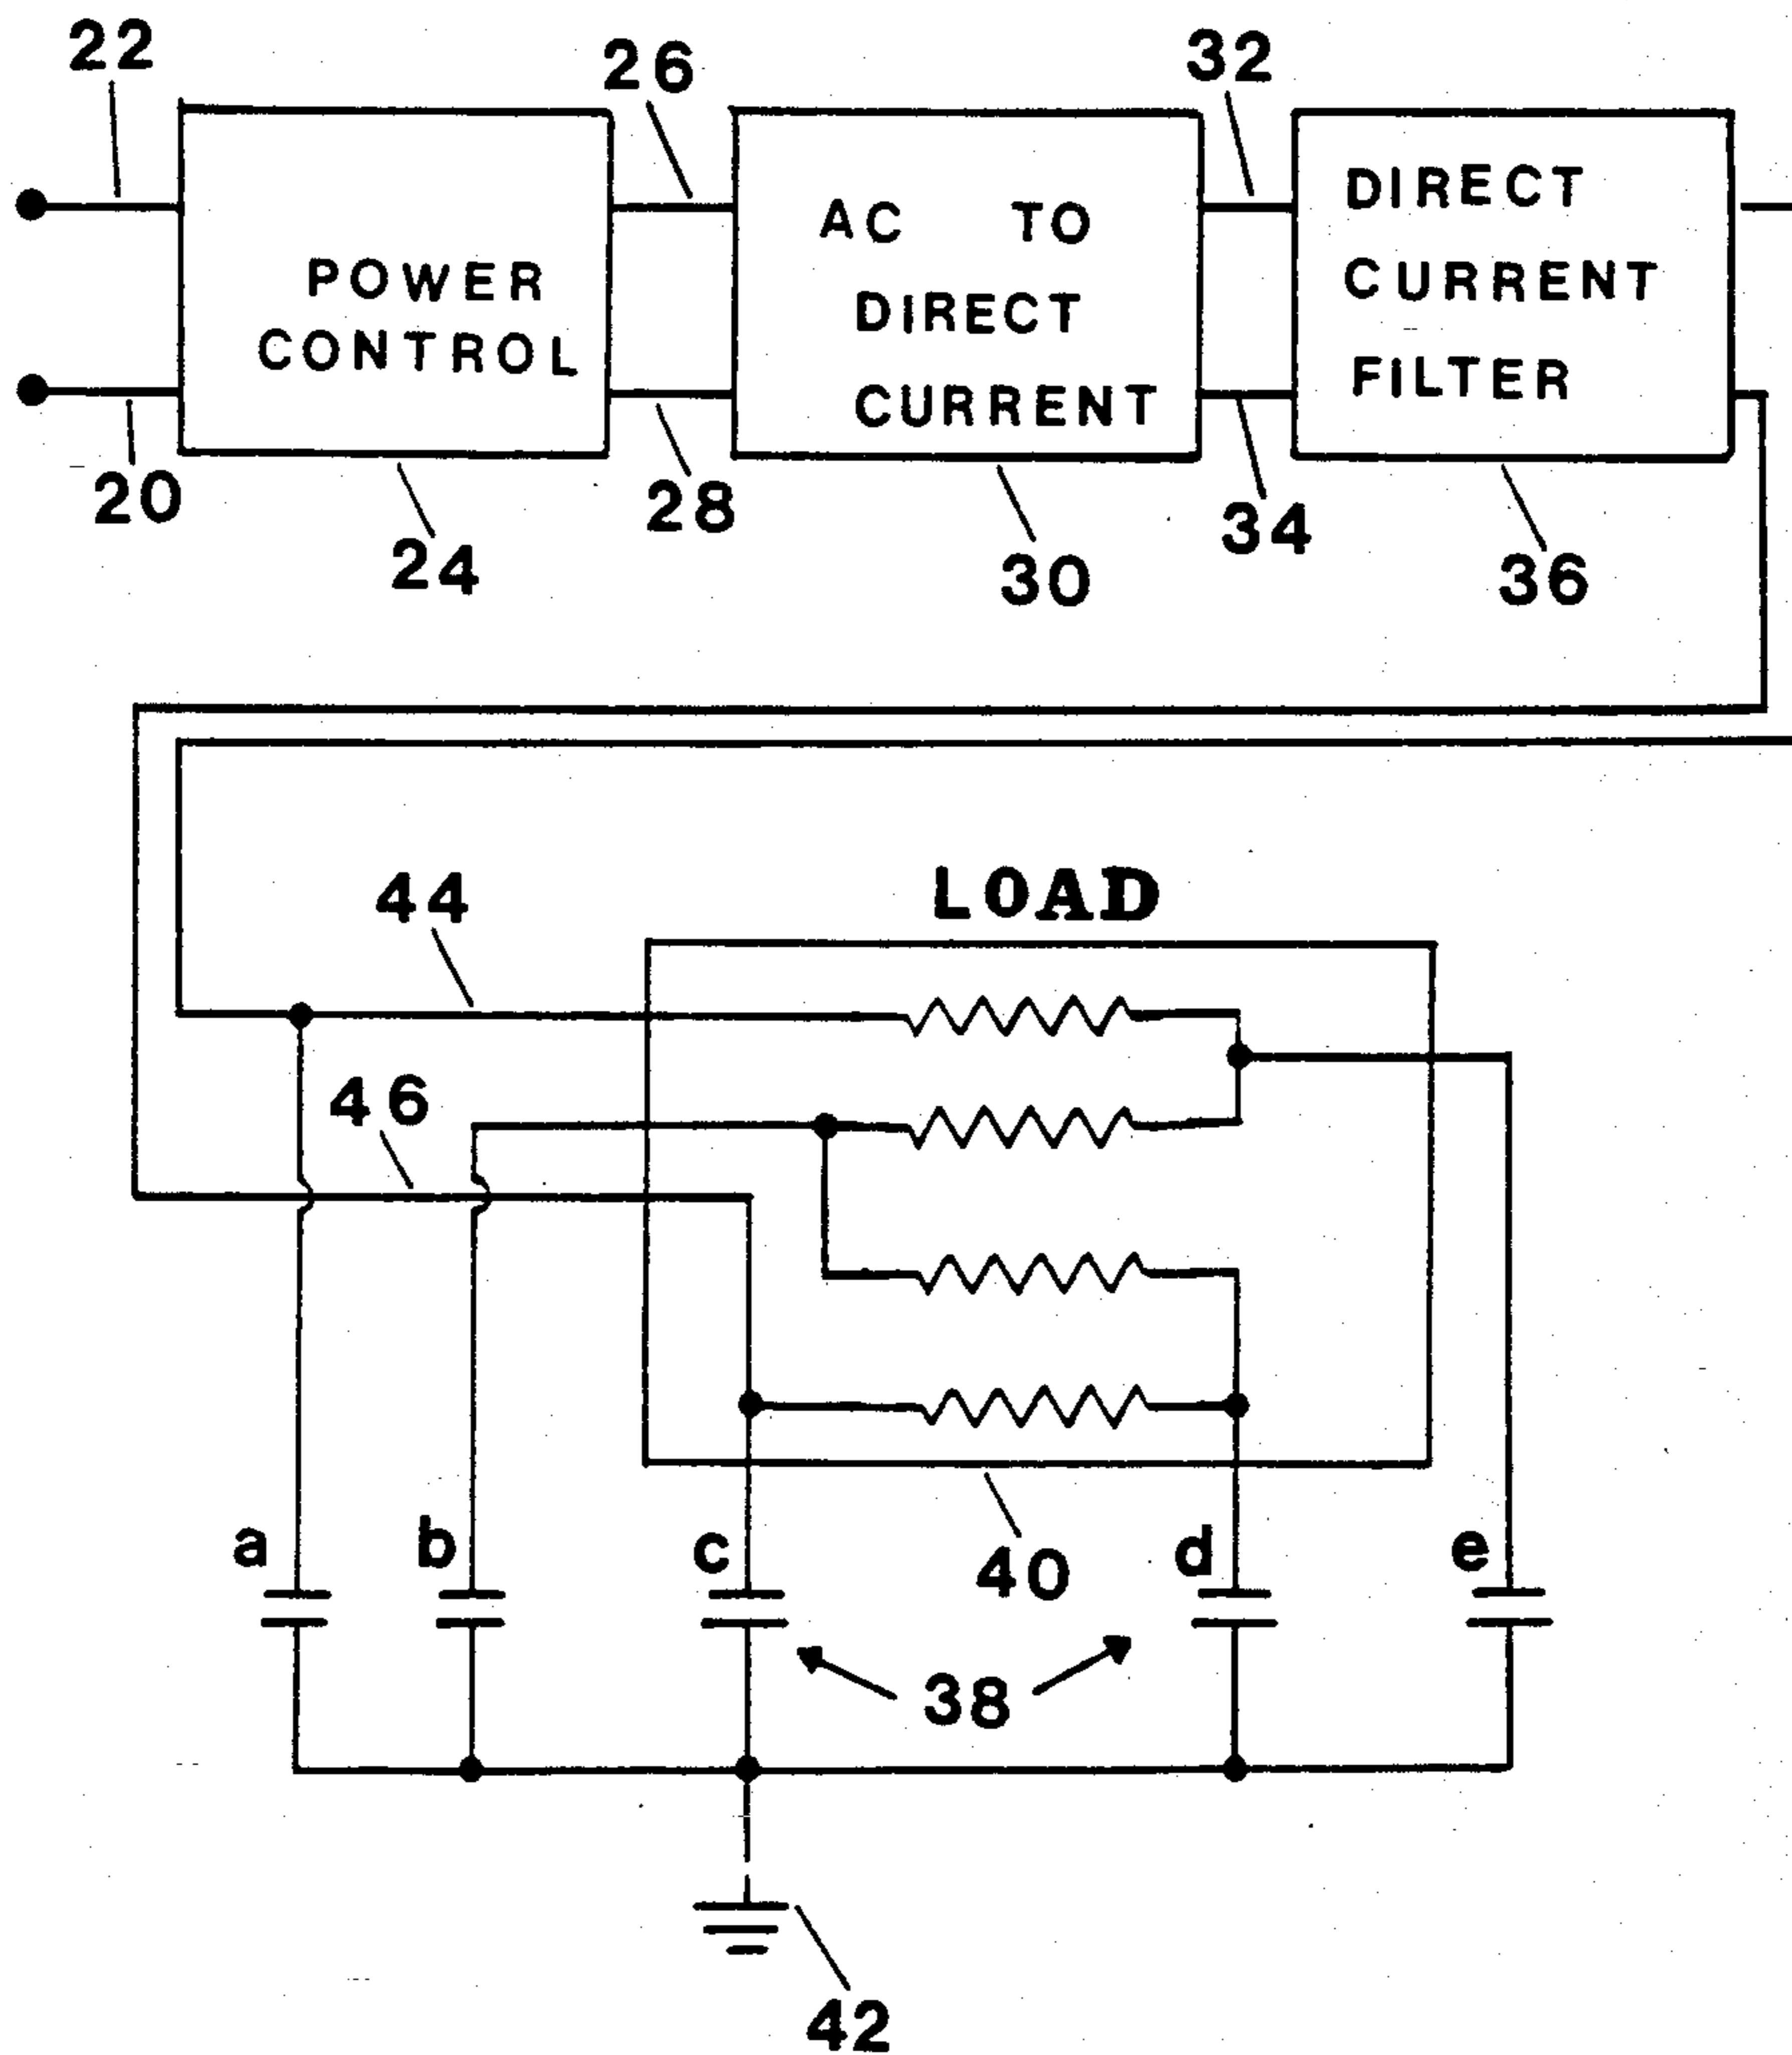 22
26
32
POWER
CONTROL
AC TO
DIRECT
CURRENT
DIRECT
CURRENT
FILTER
20
24
28
30
34
36
LOAD
44
46
a
b
c
d
e
40
38
42